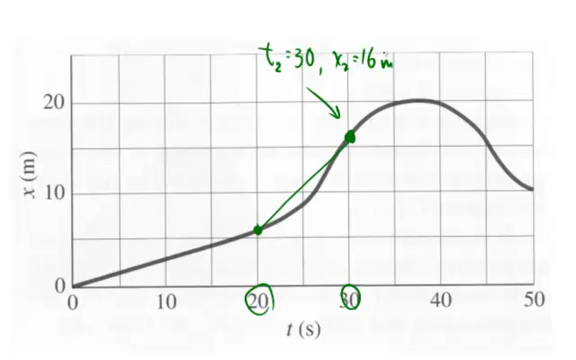 t₂=30, x₂=16 m
20
x (m)
10
0
0 10 20 30 40 50
t (s)